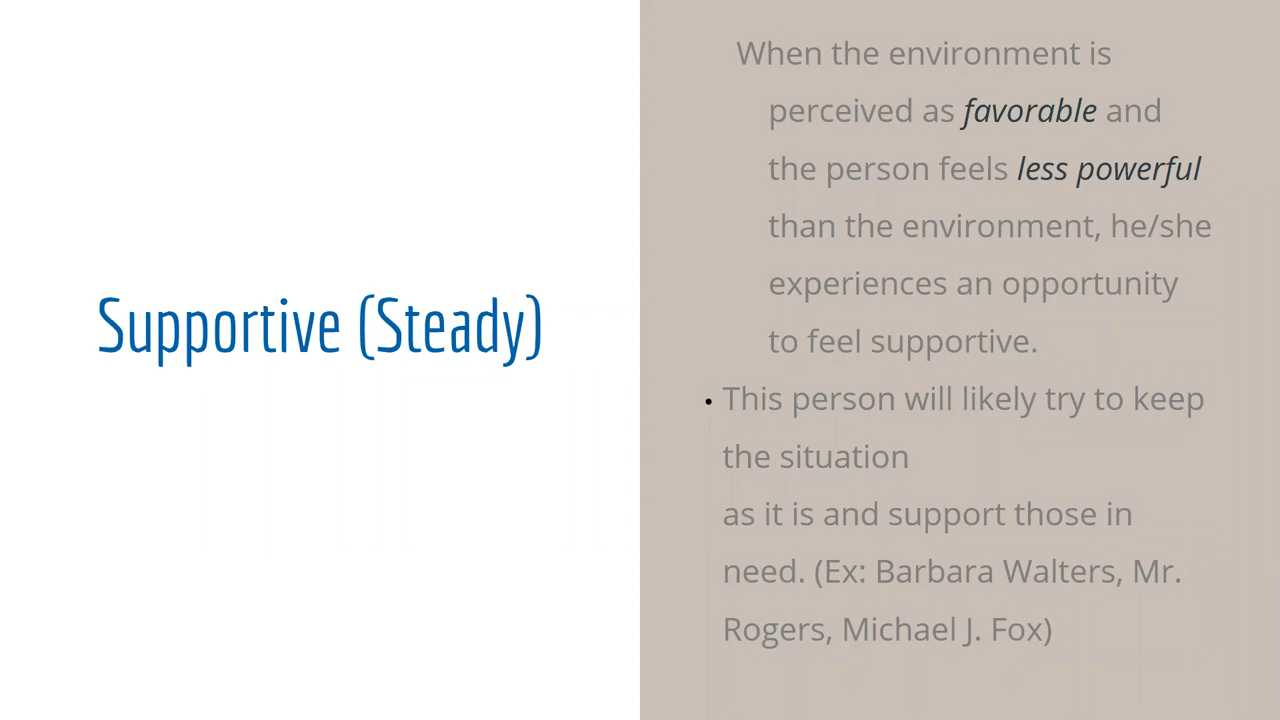 Supportive (Steady)
When the environment is
perceived as favorable and
the person feels less powerful
than the environment, he/she
experiences an opportunity
to feel supportive.
• This person will likely try to keep
the situation
as it is and support those in
need. (Ex: Barbara Walters, Mr.
Rogers, Michael J. Fox)